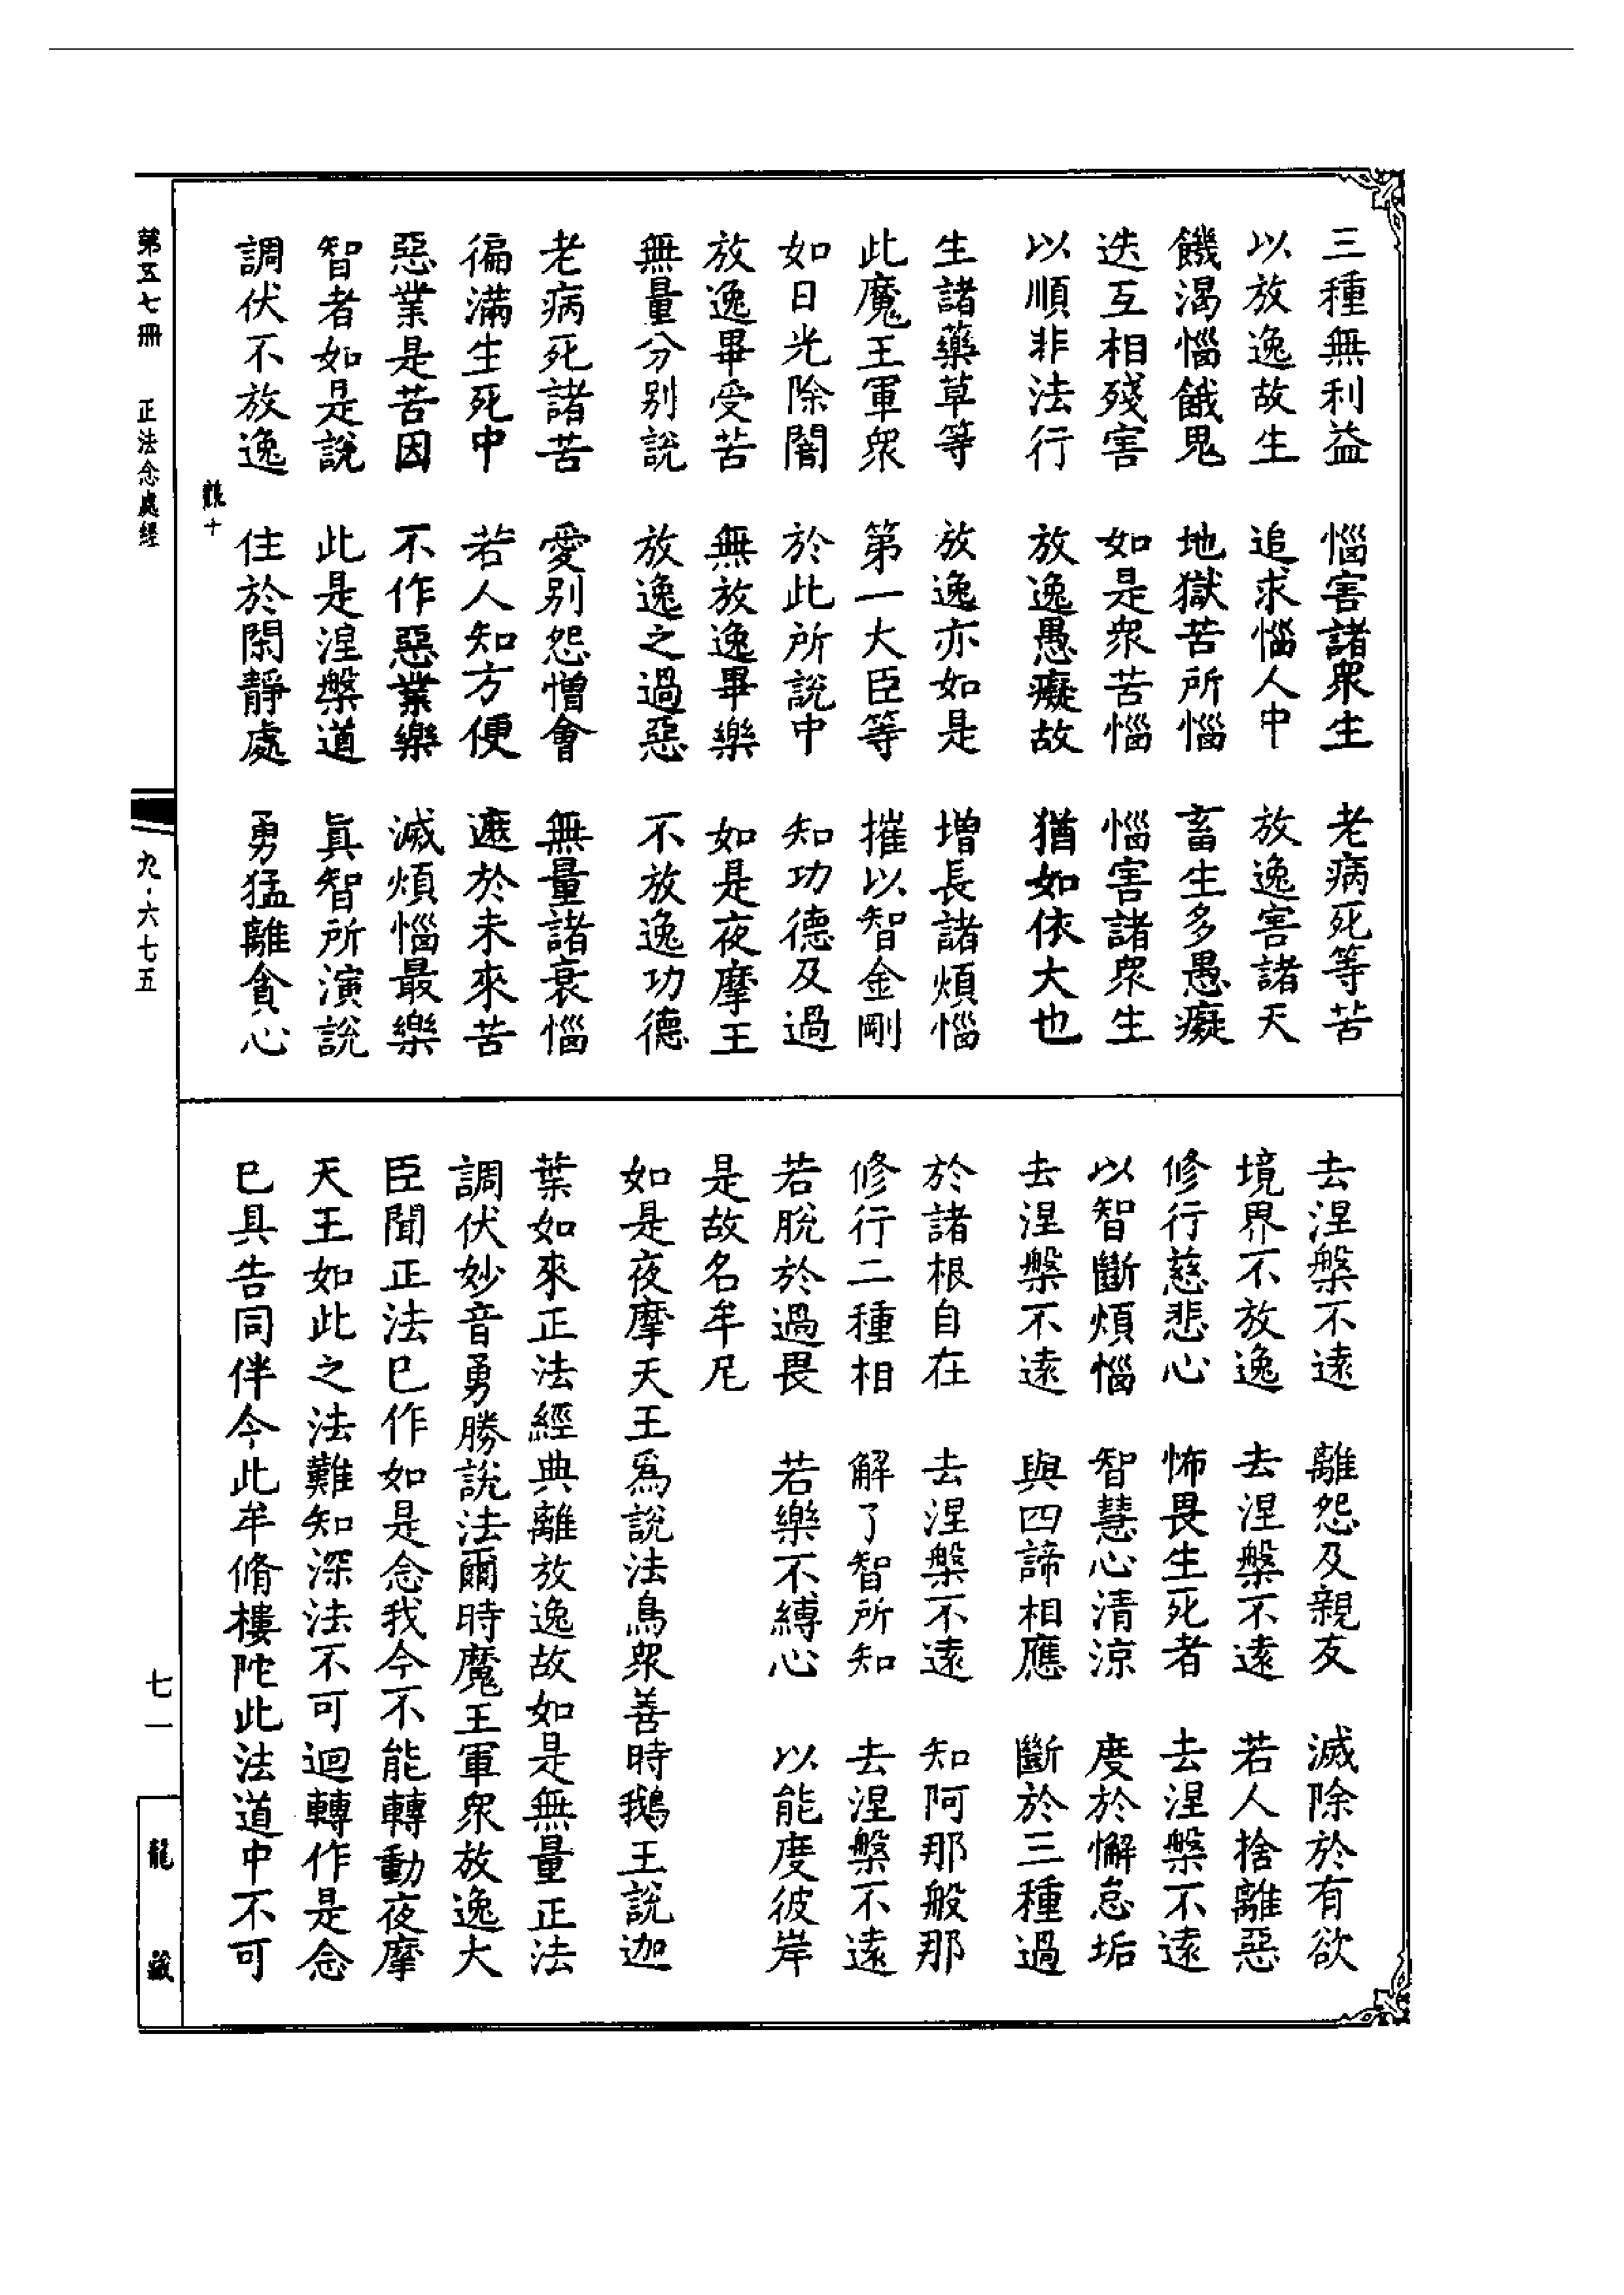 三種無利益　惱害諸衆生　老病死等苦
以放逸故生　追求惱人中　放逸害諸天
餓渴惱餓鬼　地獄苦所惱　畜生多愚癡
迭互相殘害　如是衆苦惱　惱害諸衆生
以順非法行　放逸愚癡故　猶如依大也
生諸藥草等　放逸亦如是　增長諸煩惱
此魔王軍衆　第一大臣等　摧以智金剛
如日光除闇　於此所說中　知功德及過
放逸畢受苦　無放逸畢樂　如是夜摩王
無量分别說　放逸之過惡　不放逸功德
老病死諸苦　愛别怨憎會　無量諸衰惱
徧滿生死中　若人知方便　遮於未來苦
惡業是苦因　不作惡業樂　滅煩惱最樂
智者如是說　此是涅槃道　眞智所演說
調伏不放逸　住於閑靜處　勇猛離貪心
去涅槃不遠　離怨及親友　滅除於有欲
境界不放逸　去涅槃不遠　若人捨離惡
修行慈悲心　怖畏生死者　去涅槃不遠
以智斷煩惱　智慧心清涼　度於懈怠垢
去涅槃不遠　與四諦相應　斷於三種過
於諸根自在　去涅槃不遠　知阿那般那
修行二種相　解了智所知　去涅槃不遠
若脫於過畏　若樂不縛心　以能度彼岸
是故名牟尼
如是夜摩天王爲說法鳥衆善時鵝王說迦
葉如來正法經典離放逸故如是無量正法
調伏妙音勇勝說法爾時魔王軍衆放逸大
臣聞正法已作如是念我今不能轉動夜摩
天王如此之法難知深法不可迴轉作是念
已具告同伴今此牟脩樓陀此法道中不可
第五七冊　正法念處經
九·六七五
七一
龍藏